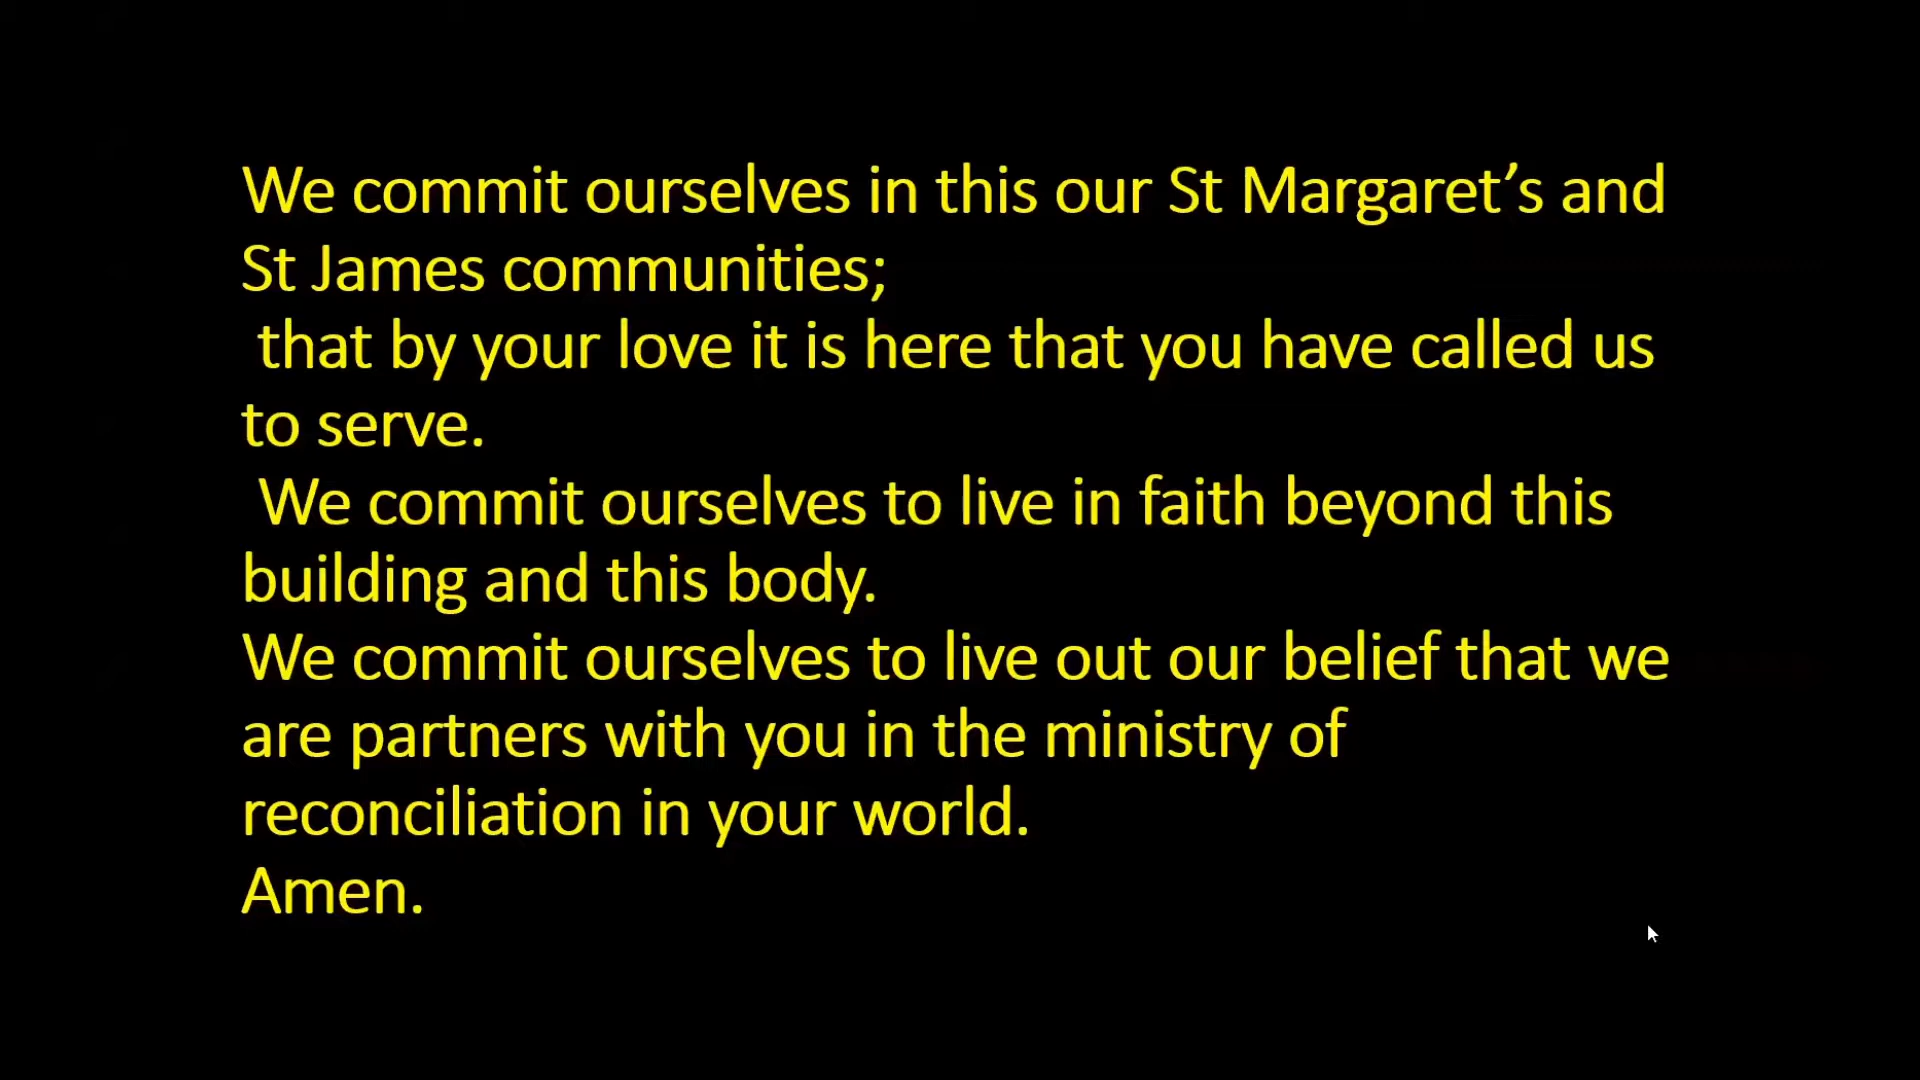 We commit ourselves in this our St Margaret’s and
St James communities;
that by your love it is here that you have called us
to serve.
We commit ourselves to live in faith beyond this
building and this body.
We commit ourselves to live out our belief that we
are partners with you in the ministry of
reconciliation in your world.
Amen.